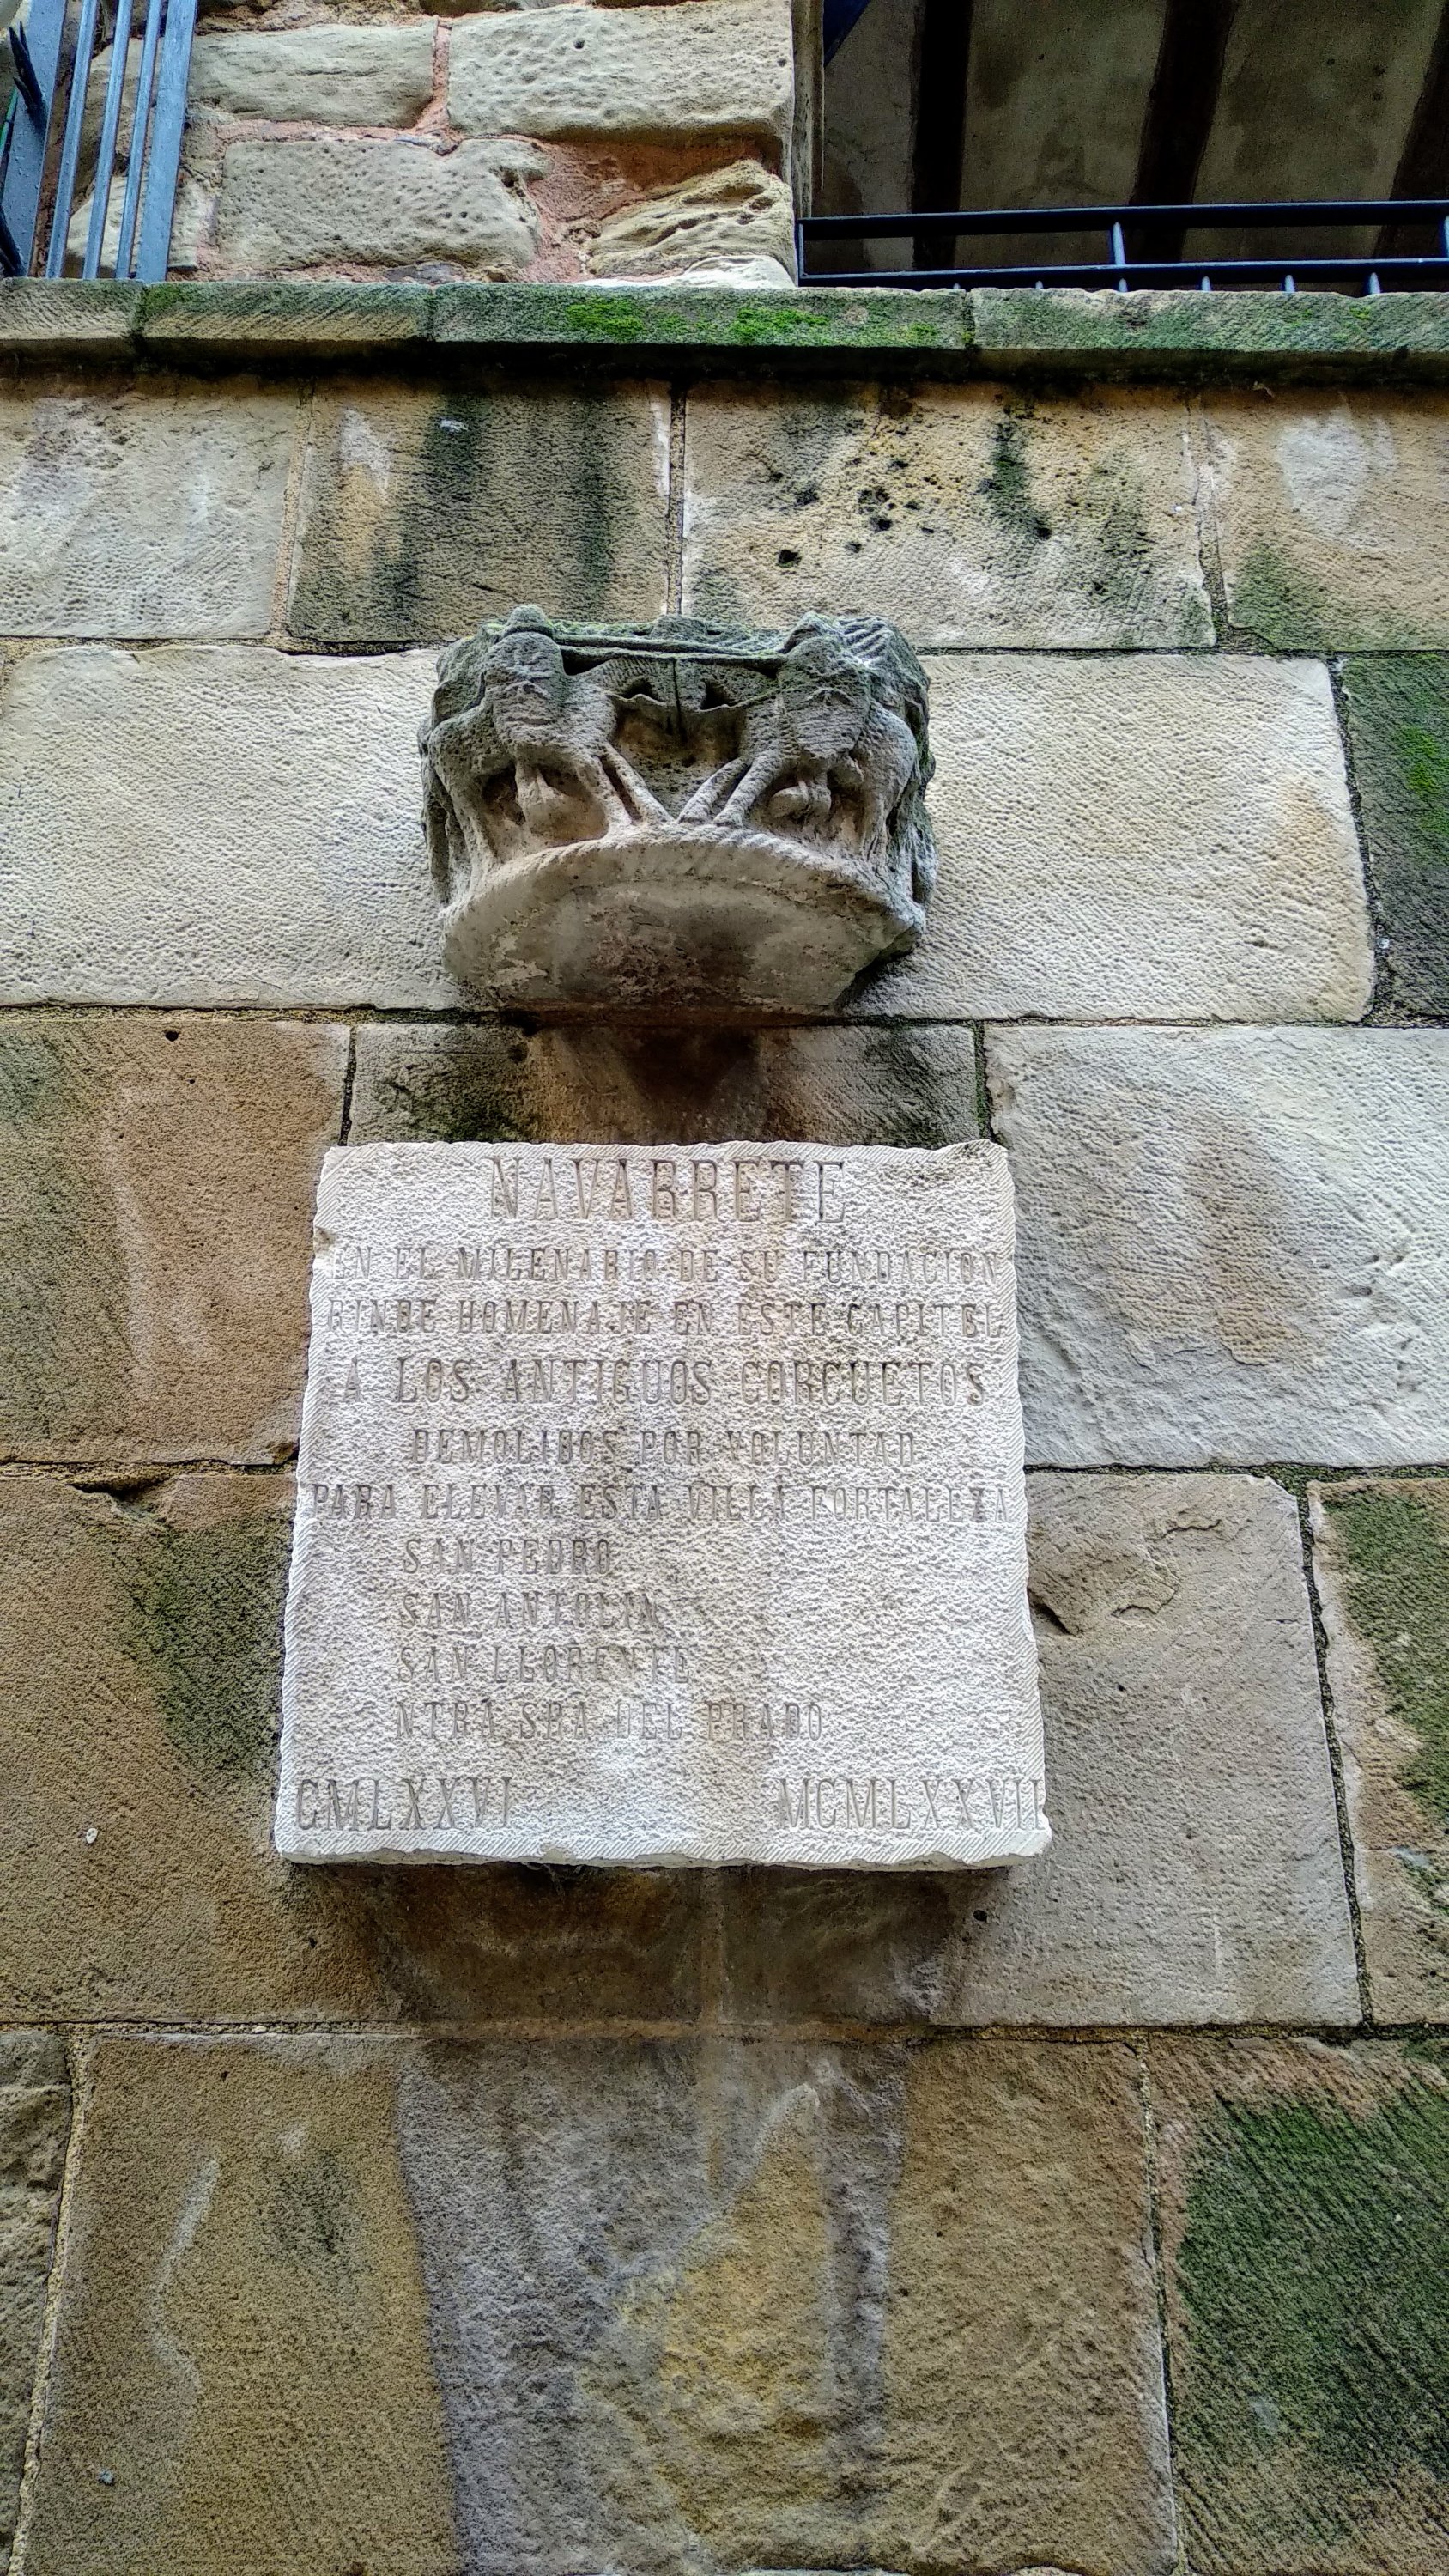 NAVARRETE
EN EL MILENARIO DE SU FUNDACION
RINDE HOMENAJE EN ESTE CAPITEL
A LOS ANTIGUOS CORCUETOS
DEMOLIDOS POR VOLUNTAD
PARA ELEVAR ESTA VILLA FORTALEZA
SAN PEDRO
SAN ANTOLIN
SAN LLORENTE
NTRA SRA DEL PRADO
CMLXXVI MCMLXXVII